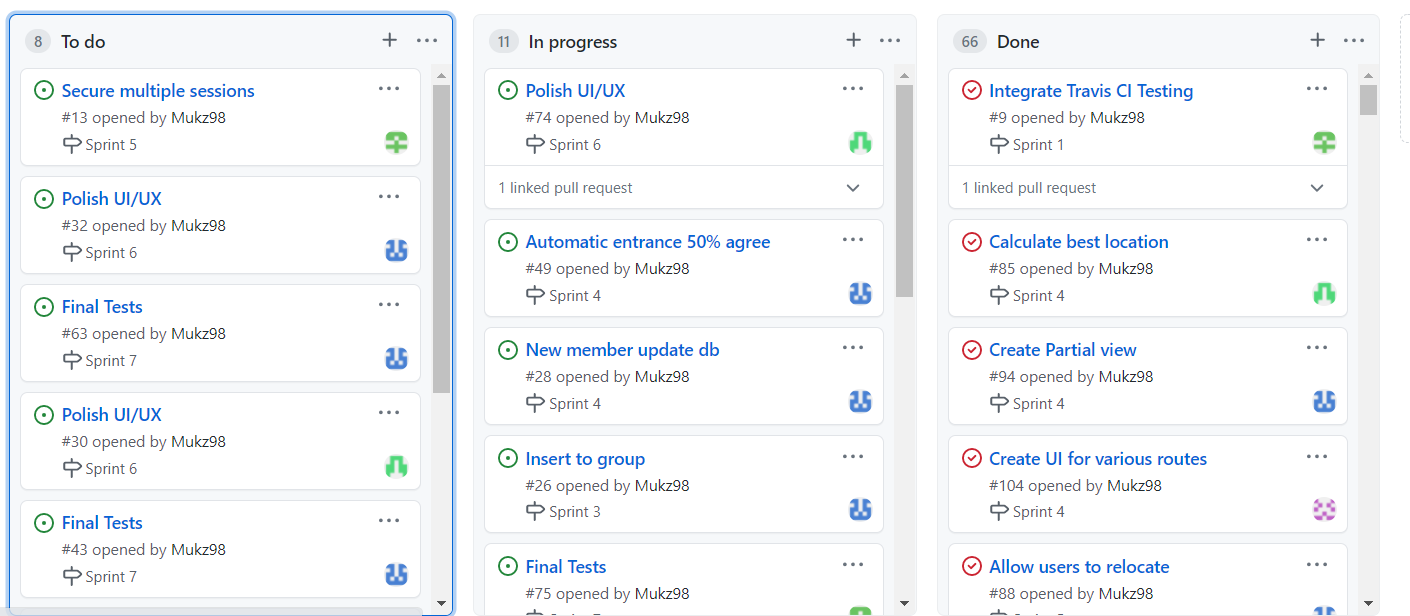 8 To do
Secure multiple sessions
#13 opened by Mukz98
Sprint 5
Polish UI/UX
#32 opened by Mukz98
Sprint 6
Final Tests
#63 opened by Mukz98
Sprint 7
Polish UI/UX
#30 opened by Mukz98
Sprint 6
Final Tests
#43 opened by Mukz98
Sprint 7
11 In progress
Polish UI/UX
#74 opened by Mukz98
Sprint 6
1 linked pull request
Automatic entrance 50% agree
#49 opened by Mukz98
Sprint 4
New member update db
#28 opened by Mukz98
Sprint 4
Insert to group
#26 opened by Mukz98
Sprint 3
Final Tests
#75 opened by Mukz98
66 Done
Integrate Travis CI Testing
#9 opened by Mukz98
Sprint 1
1 linked pull request
Calculate best location
#85 opened by Mukz98
Sprint 4
Create Partial view
#94 opened by Mukz98
Sprint 4
Create UI for various routes
#104 opened by Mukz98
Sprint 4
Allow users to relocate
#88 opened by Mukz98